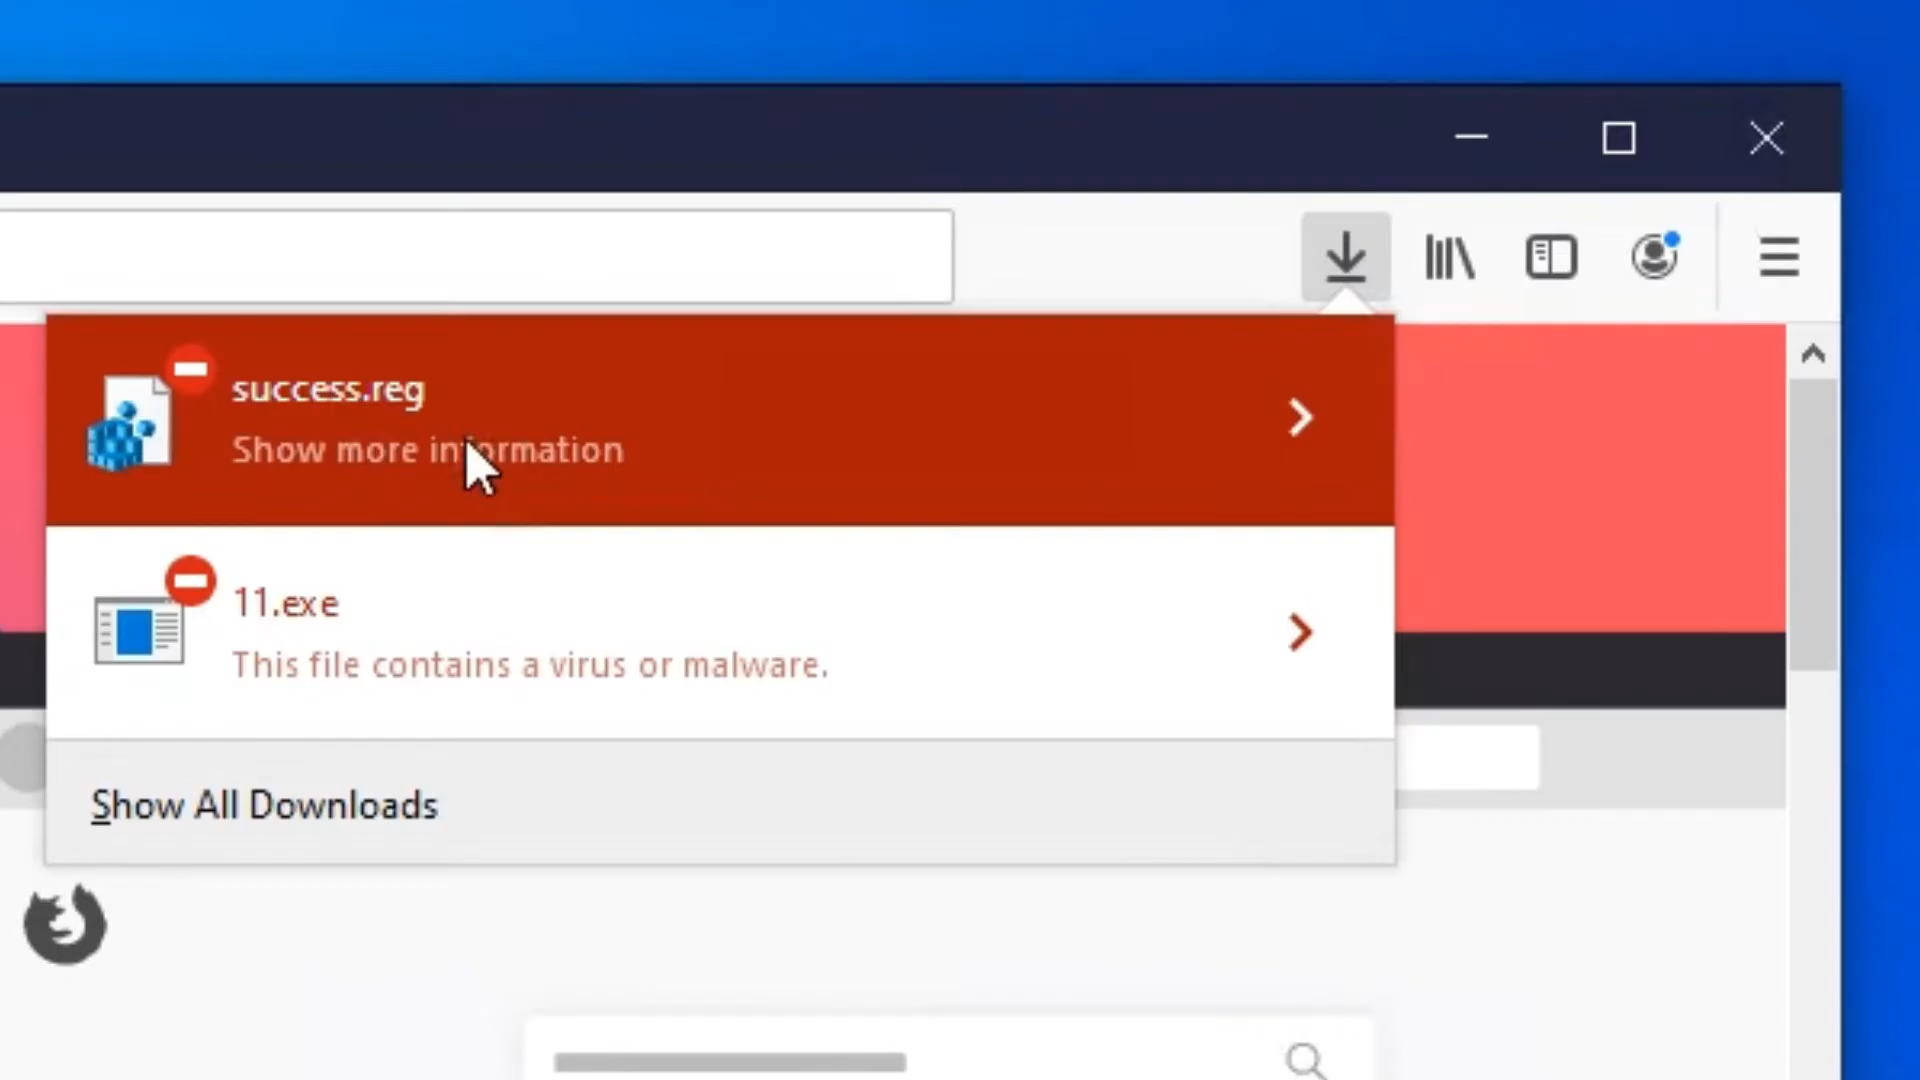 success.reg
Show more information
11.exe
This file contains a virus or malware.
Show All Downloads